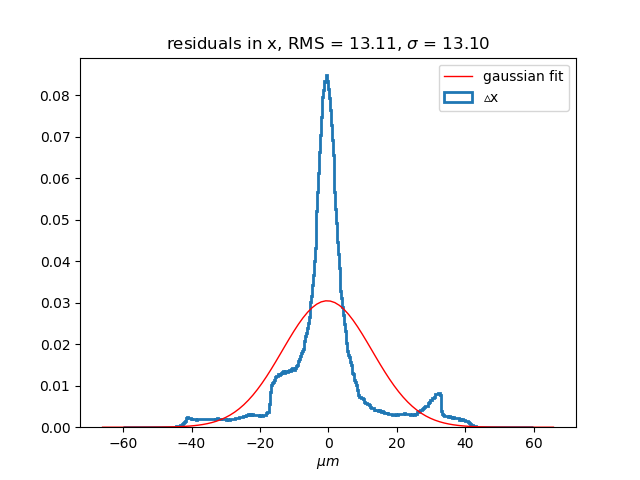 residuals in x, RMS = 13.11, σ = 13.10
gaussian fit
△x
0.08
0.07
0.06
0.05
0.04
0.03
0.02
0.01
0.00
−60 −40 −20 0 20 40 60
μm